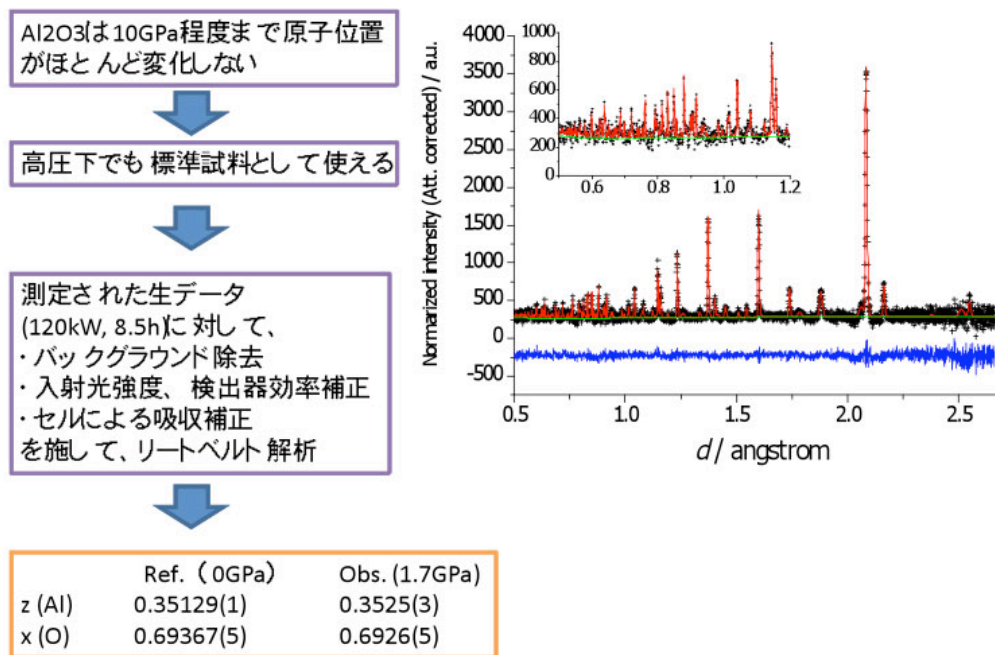 Al2O3は10GPa程度まで原子位置
がほとんど変化しない
高圧下でも標準試料として使える
測定された生データ
(120kW, 8.5h)に対して、
・バックグラウンド除去
・入射光強度、検出器効率補正
・セルによる吸収補正
を施して、リートベルト解析
Ref.（0GPa） Obs. (1.7GPa)
z (Al) 0.35129(1) 0.3525(3)
x (O) 0.69367(5) 0.6926(5)
Normalized intensity (Att. corrected) / a.u.
3500
3000
2500
2000
1500
1000
500
0
-500
0.5 1.0 1.5 2.0 2.5
d / angstrom
1000
800
600
400
200
0
0.6 0.8 1.0 1.2